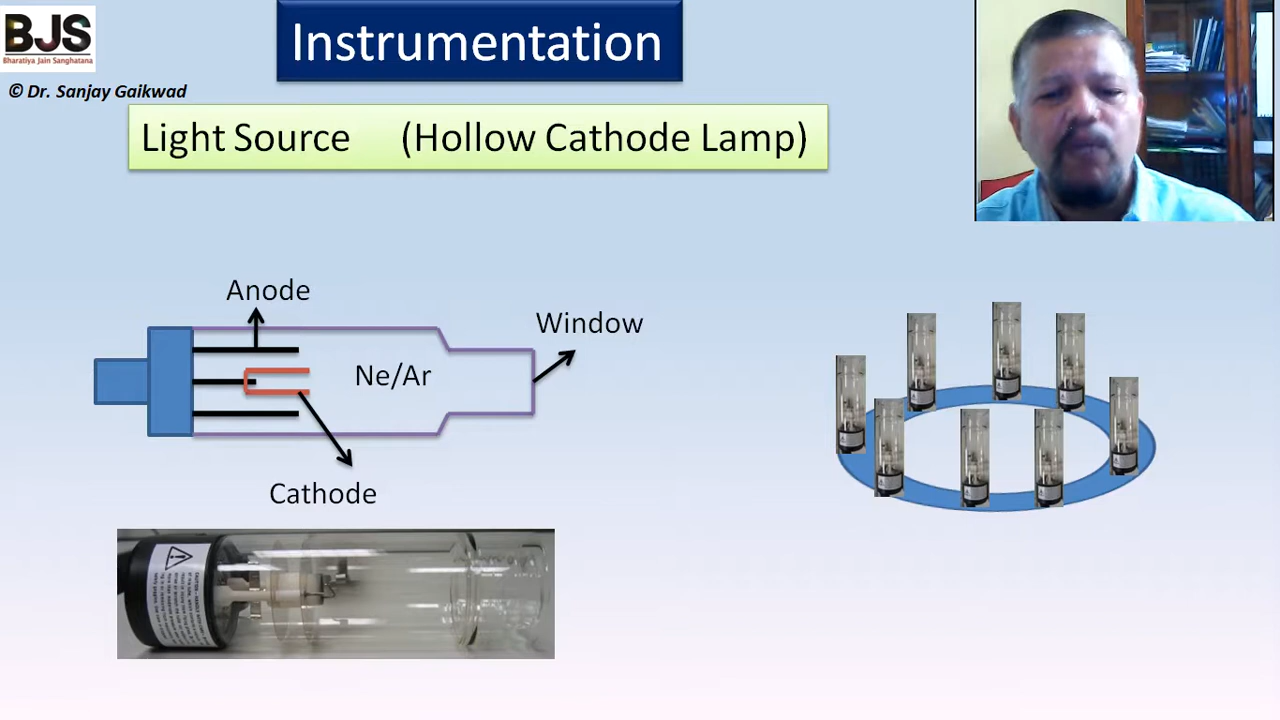 BJS
Bharatiya Jain Sanghatana
© Dr. Sanjay Gaikwad
Instrumentation
Light Source (Hollow Cathode Lamp)
Anode
Window
Ne/Ar
Cathode